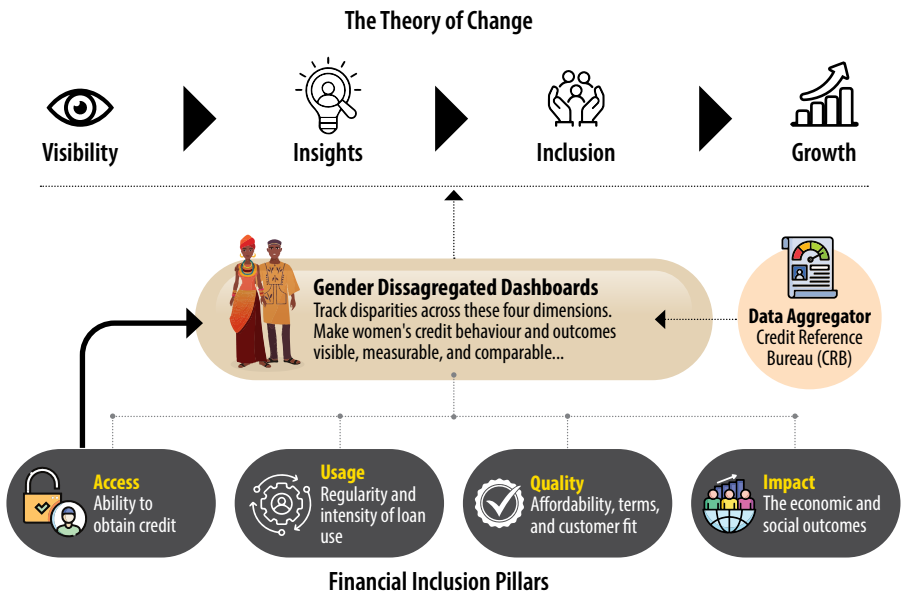 The Theory of Change
Visibility
Insights
Inclusion
Growth
Gender Dissagregated Dashboards
Track disparities across these four dimensions.
Make women's credit behaviour and outcomes
visible, measurable, and comparable...
Data Aggregator
Credit Reference
Bureau (CRB)
Access
Ability to
obtain credit
Usage
Regularity and
intensity of loan
use
Quality
Affordability, terms,
and customer fit
Impact
The economic and
social outcomes
Financial Inclusion Pillars